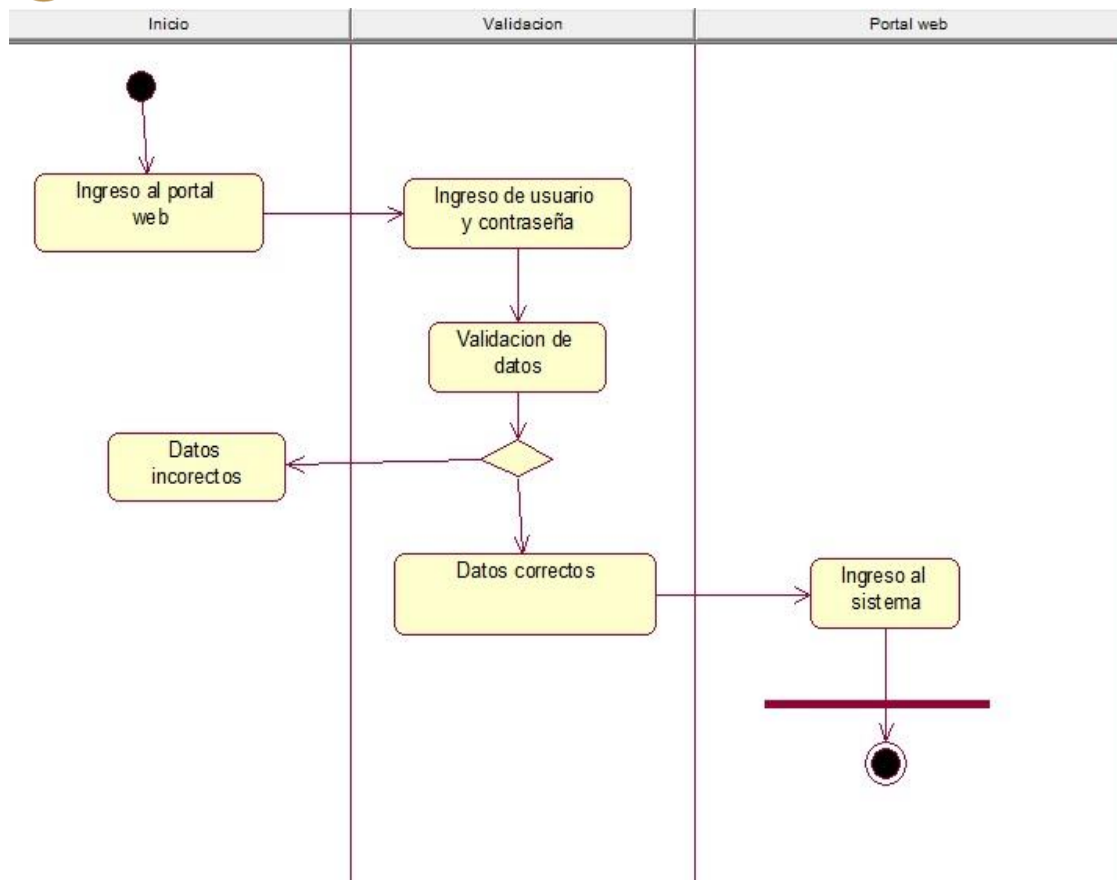 Inicio
Validacion
Portal web
Ingreso al portal
web
Ingreso de usuario
y contraseña
Validacion de
datos
Datos
incorectos
Datos correctos
Ingreso al
sistema